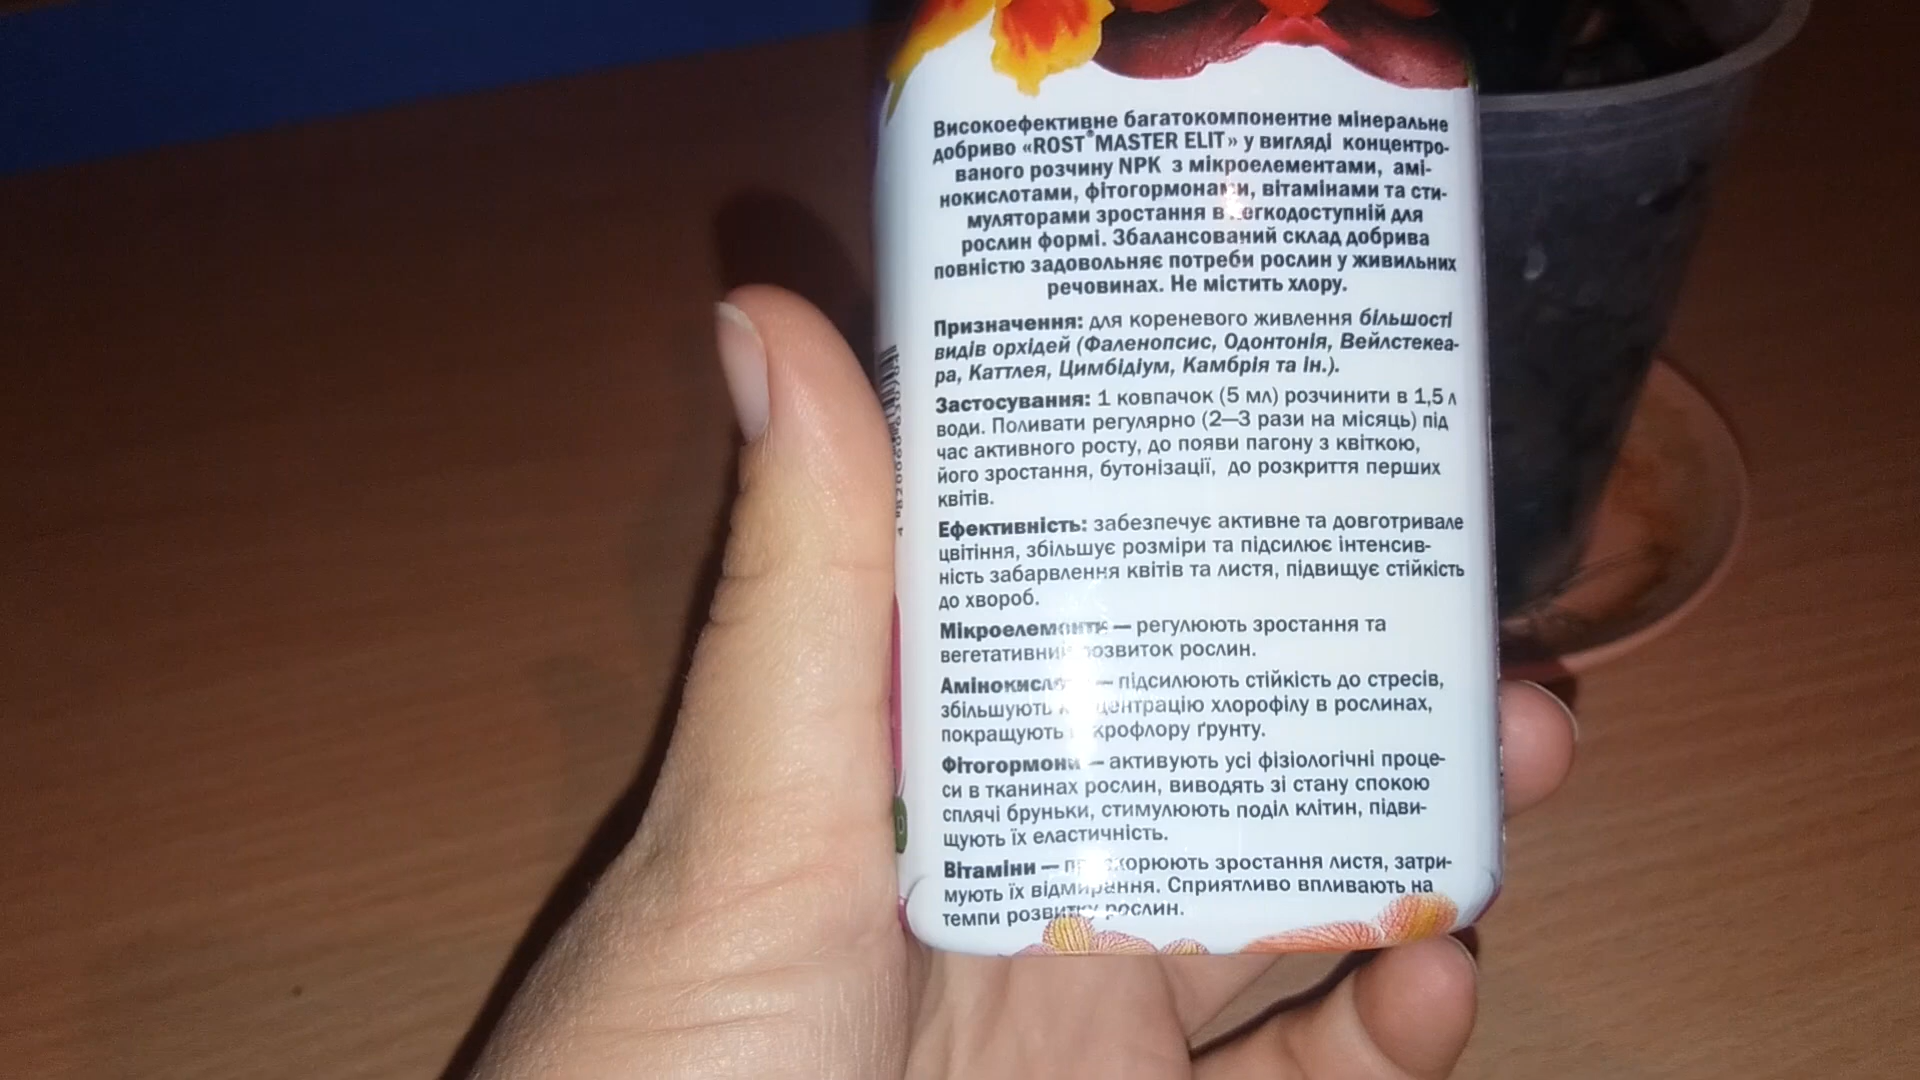 Високоефективне багатокомпонентне мінеральне
добриво «ROST®MASTER ELIT» у вигляді концентро-
ваного розчину NPK з мікроелементами, амі-
нокислотами, фітогормонами, вітамінами та сти-
муляторами зростання в легкодоступній для
рослин формі. Збалансований склад добрива
повністю задовольняє потреби рослин у живильних
речовинах. Не містить хлору.
Призначення: для кореневого живлення більшості
видів орхідей (Фаленопсис, Одонтонія, Вейлстекеа-
ра, Каттлея, Цимбідіум, Камбрія та ін.).
Застосування: 1 ковпачок (5 мл) розчинити в 1,5 л
води. Поливати регулярно (2—3 рази на місяць) під
час активного росту, до появи пагону з квіткою,
його зростання, бутонізації, до розкриття перших
квітів.
Ефективність: забезпечує активне та довготривале
цвітіння, збільшує розміри та підсилює інтенсив-
ність забарвлення квітів та листя, підвищує стійкість
до хвороб.
Мікроелементи — регулюють зростання та
вегетативний розвиток рослин.
Амінокислоти — підсилюють стійкість до стресів,
збільшують концентрацію хлорофілу в рослинах,
покращують мікрофлору ґрунту.
Фітогормони — активують усі фізіологічні проце-
си в тканинах рослин, виводять зі стану спокою
сплячі бруньки, стимулюють поділ клітин, підви-
щують їх еластичність.
Вітаміни — прискорюють зростання листя, затри-
мують їх відмирання. Сприятливо впливають на
темпи розвитку рослин.